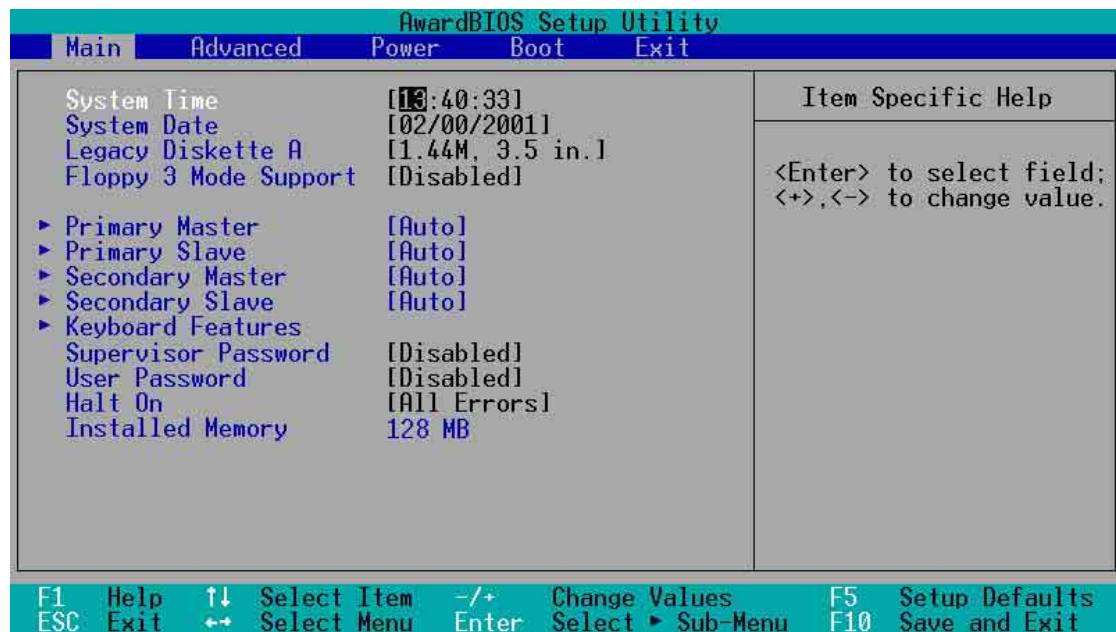 AwardBIOS Setup Utility
Main Advanced Power Boot Exit
System Time [13:40:33]
System Date [02/00/2001]
Legacy Diskette A [1.44M, 3.5 in.]
Floppy 3 Mode Support [Disabled]
▸ Primary Master [Auto]
▸ Primary Slave [Auto]
▸ Secondary Master [Auto]
▸ Secondary Slave [Auto]
▸ Keyboard Features
Supervisor Password [Disabled]
User Password [Disabled]
Halt On [All Errors]
Installed Memory 128 MB
Item Specific Help
<Enter> to select field;
<+>,<-> to change value.
F1 Help ↑↓ Select Item -/+ Change Values F5 Setup Defaults
ESC Exit ←→ Select Menu Enter Select ▸ Sub-Menu F10 Save and Exit